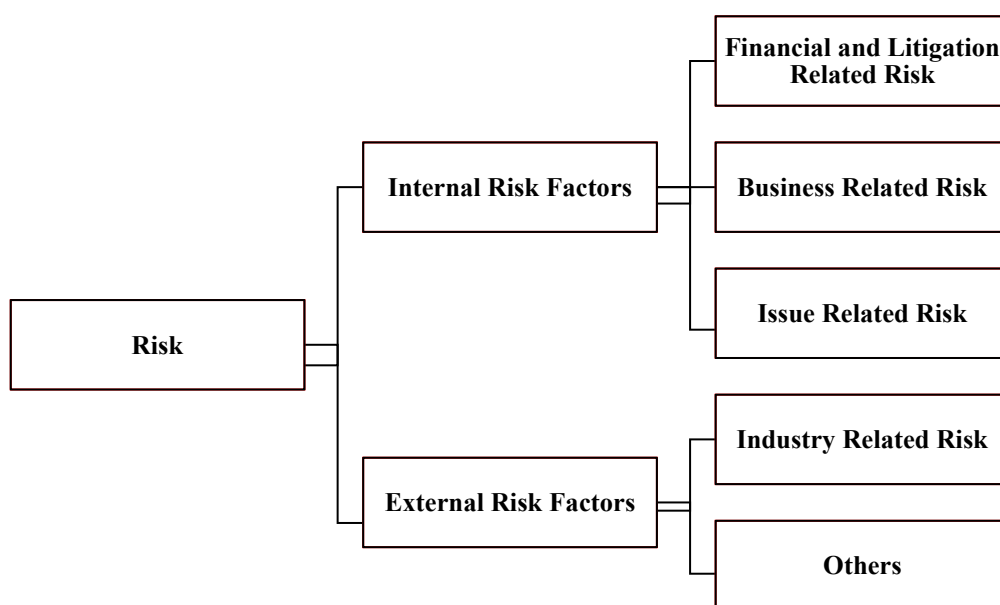 Financial and Litigation
Related Risk
Internal Risk Factors
Business Related Risk
Issue Related Risk
Risk
Industry Related Risk
External Risk Factors
Others